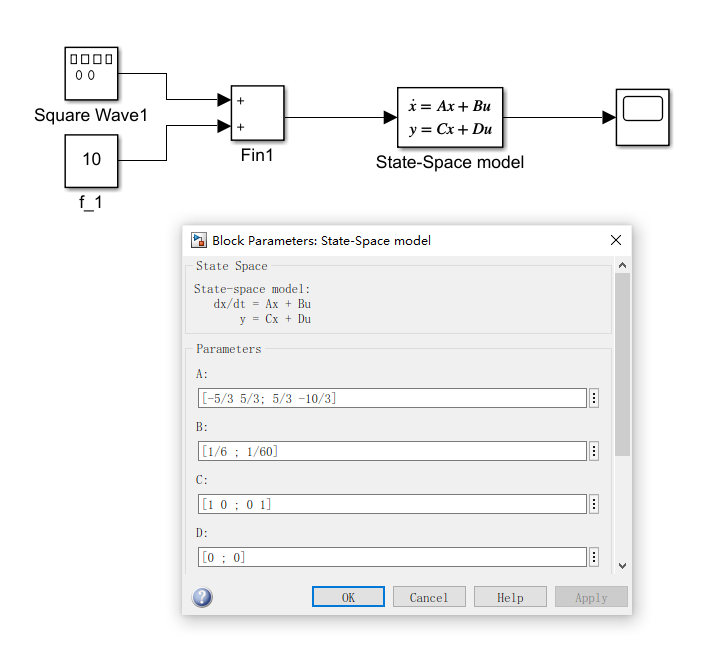 +
Square Wave1
ẋ = Ax + Bu
y = Cx + Du
+
10
Fin1
State-Space model
f_1
Block Parameters: State-Space model
State Space
State-space model:
dx/dt = Ax + Bu
y = Cx + Du
Parameters
A:
[-5/3 5/3; 5/3 -10/3]
B:
[1/6 ; 1/60]
C:
[1 0 ; 0 1]
D:
[0 ; 0]
?
OK
Cancel
Help
Apply